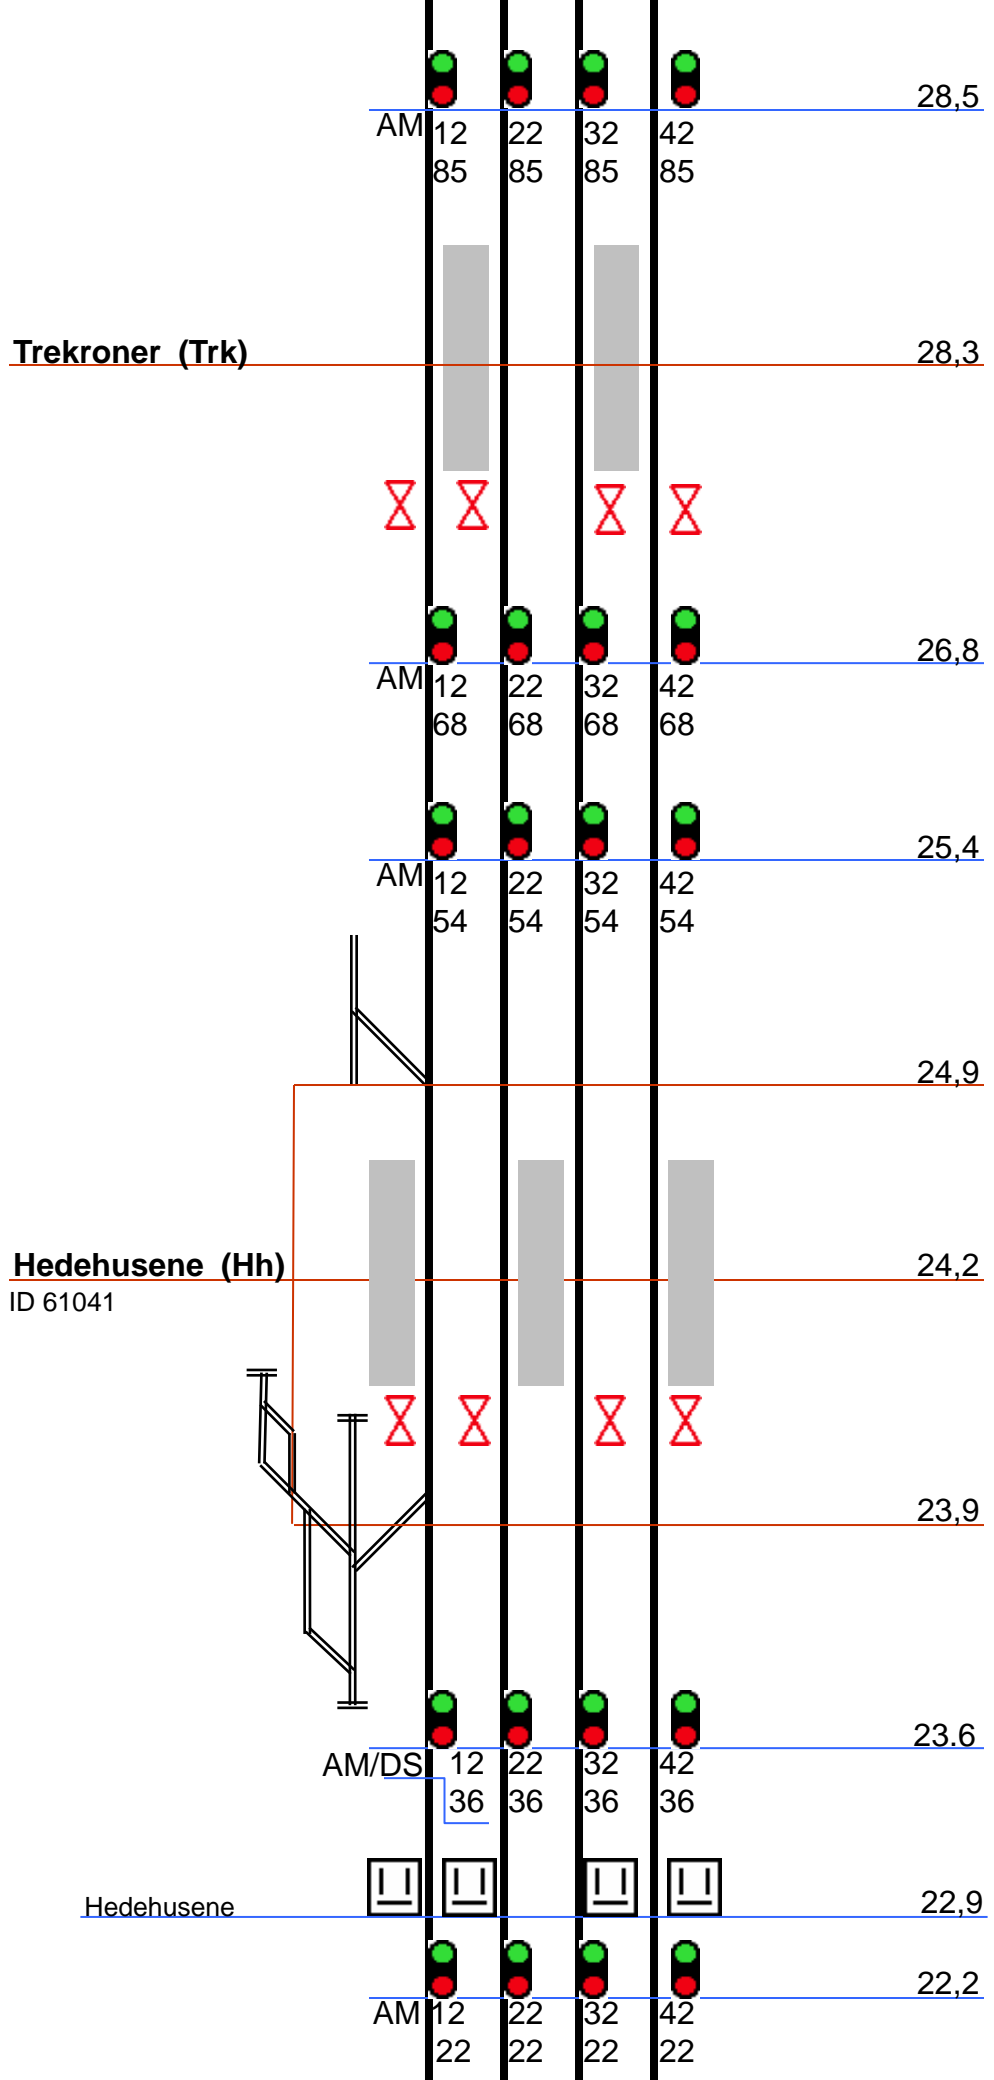 28,5
AM 12 22 32 42
85 85 85 85
Trekroner (Trk) 28,3
26,8
AM 12 22 32 42
68 68 68 68
25,4
AM 12 22 32 42
54 54 54 54
24,9
Hedehusene (Hh) 24,2
ID 61041
23,9
23.6
AM/DS 12 22 32 42
36 36 36 36
Hedehusene 22,9
22,2
AM 12 22 32 42
22 22 22 22